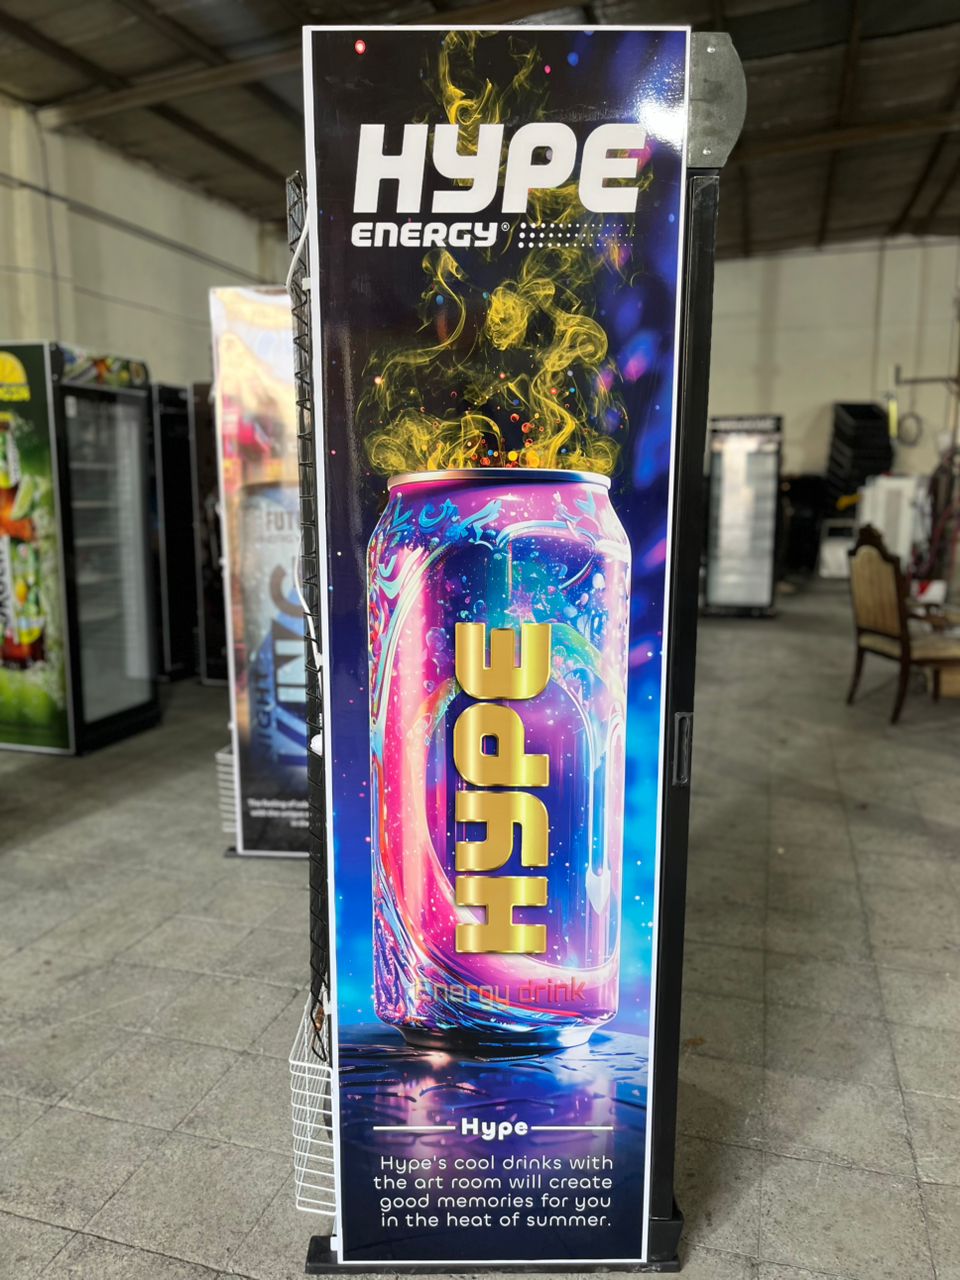 HYPE
ENERGY®
HYPE
Energy drink
Hype
Hype's cool drinks with
the art room will create
good memories for you
in the heat of summer.